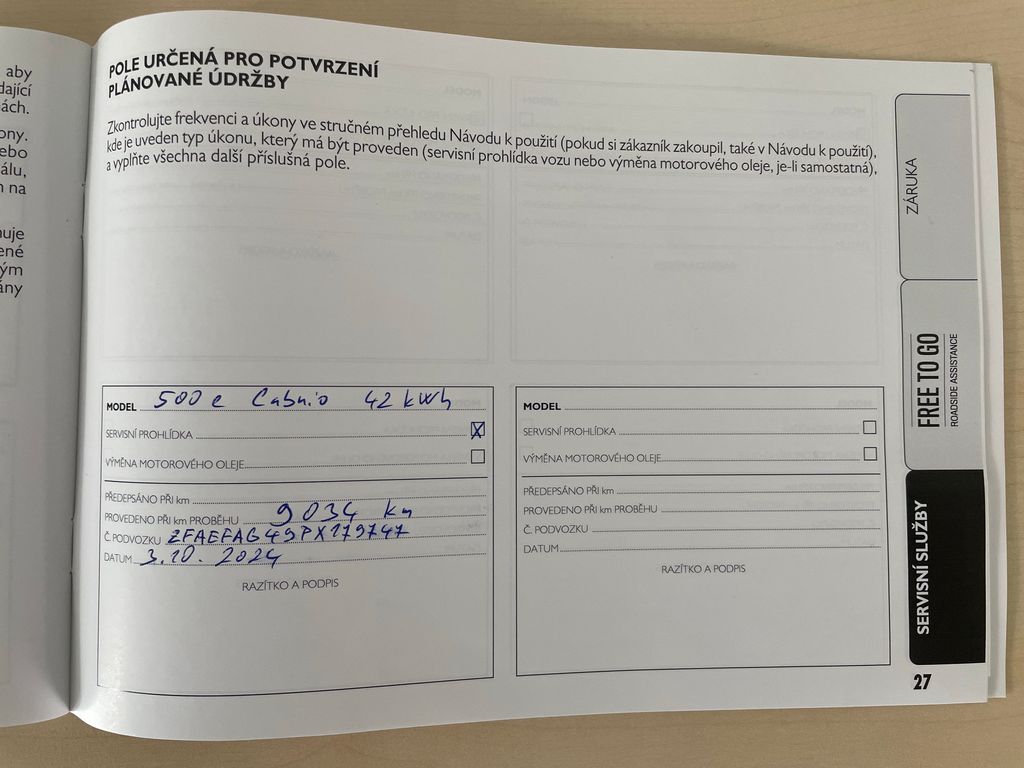 aby
dající
ách.
ony.
ebo
álu,
n na
nuje
ené
ým
ány
POLE URČENÁ PRO POTVRZENÍ
PLÁNOVANÉ ÚDRŽBY
Zkontrolujte frekvenci a úkony ve stručném přehledu Návodu k použití (pokud si zákazník zakoupil, také v Návodu k použití),
kde je uveden typ úkonu, který má být proveden (servisní prohlídka vozu nebo výměna motorového oleje, je-li samostatná),
a vyplňte všechna další příslušná pole.
MODEL 500 e Cabrio 42 kWh
SERVISNÍ PROHLÍDKA X
VÝMĚNA MOTOROVÉHO OLEJE
PŘEDEPSÁNO PŘI km
PROVEDENO PŘI km PROBĚHU 9 034 km
Č. PODVOZKU ZFAEFAG49PX179747
DATUM 3.10. 2024
RAZÍTKO A PODPIS
MODEL
SERVISNÍ PROHLÍDKA
VÝMĚNA MOTOROVÉHO OLEJE
PŘEDEPSÁNO PŘI km
PROVEDENO PŘI km PROBĚHU
Č. PODVOZKU
DATUM
RAZÍTKO A PODPIS
ZÁRUKA
FREE TO GO
ROADSIDE ASSISTANCE
SERVISNÍ SLUŽBY
27